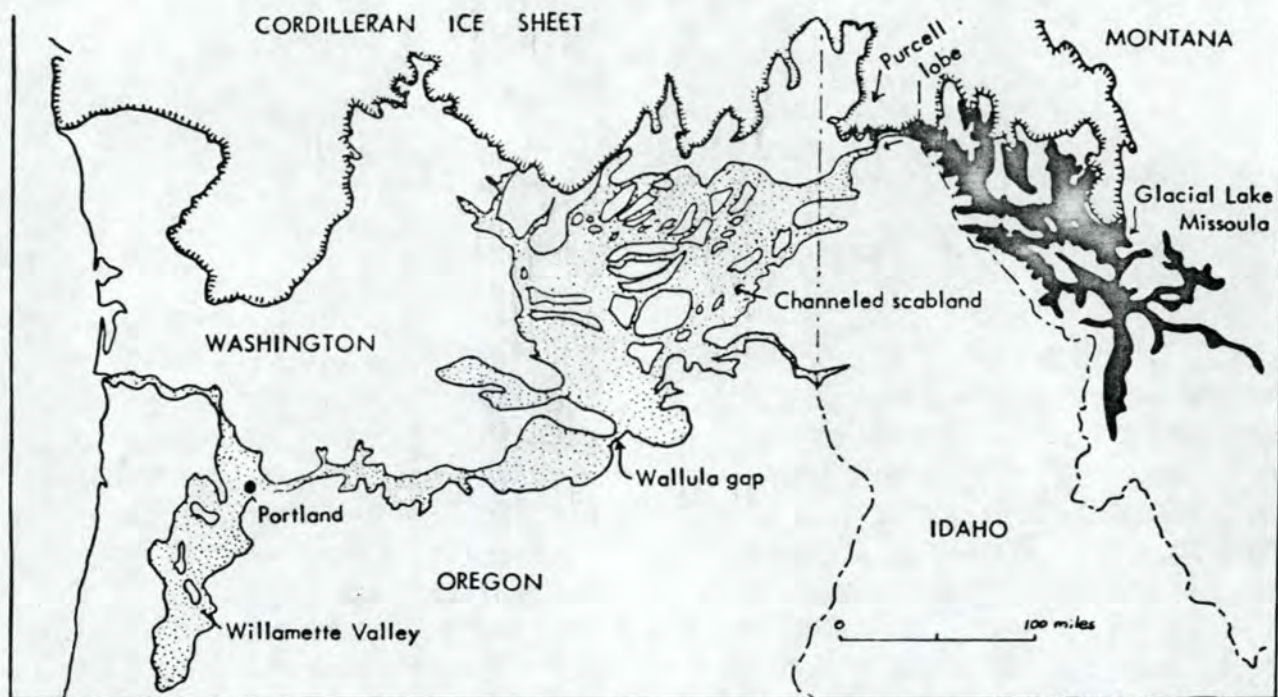 CORDILLERAN ICE SHEET
MONTANA
Purcell
lobe
Glacial Lake
Missoula
Channeled scabland
WASHINGTON
Wallula gap
Portland
IDAHO
OREGON
0 100 miles
Willamette Valley